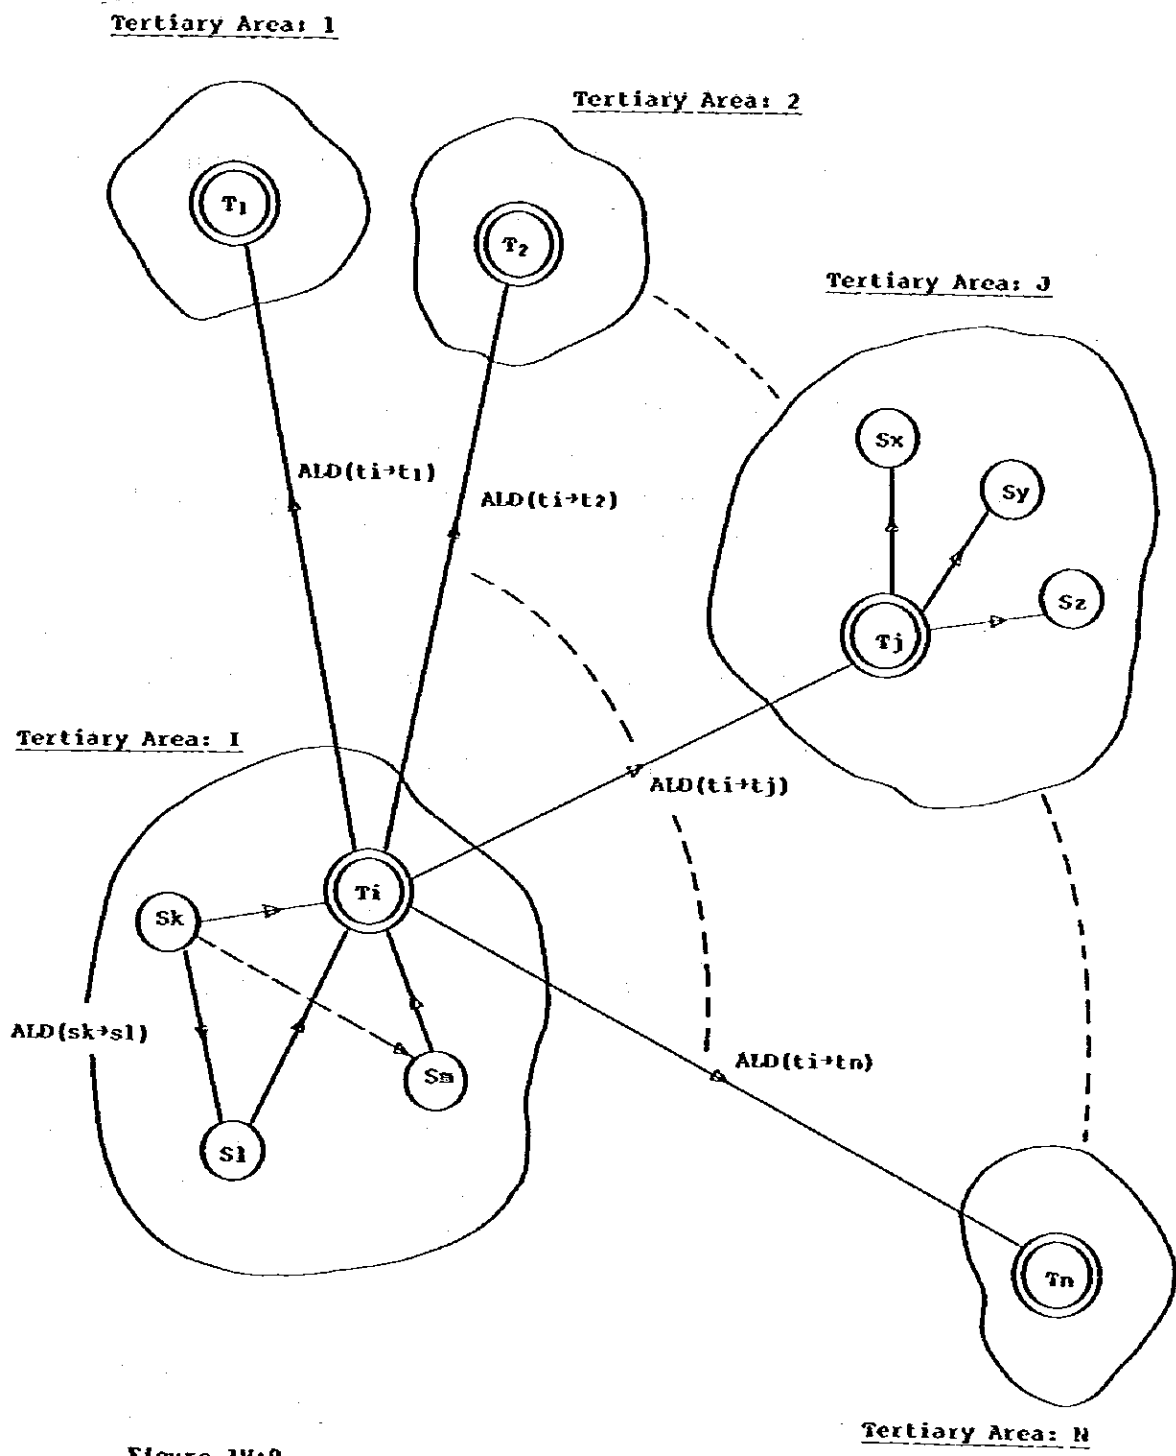 Tertiary Area: 1
Tertiary Area: 2
T1
T2
Tertiary Area: J
Sx
ALD(ti→t1)
Sy
ALD(ti→t2)
Sz
Tj
Tertiary Area: I
ALD(ti→tj)
Ti
Sk
ALD(sk→sl)
ALD(ti→tn)
Sm
Sl
Tn
Tertiary Area: N